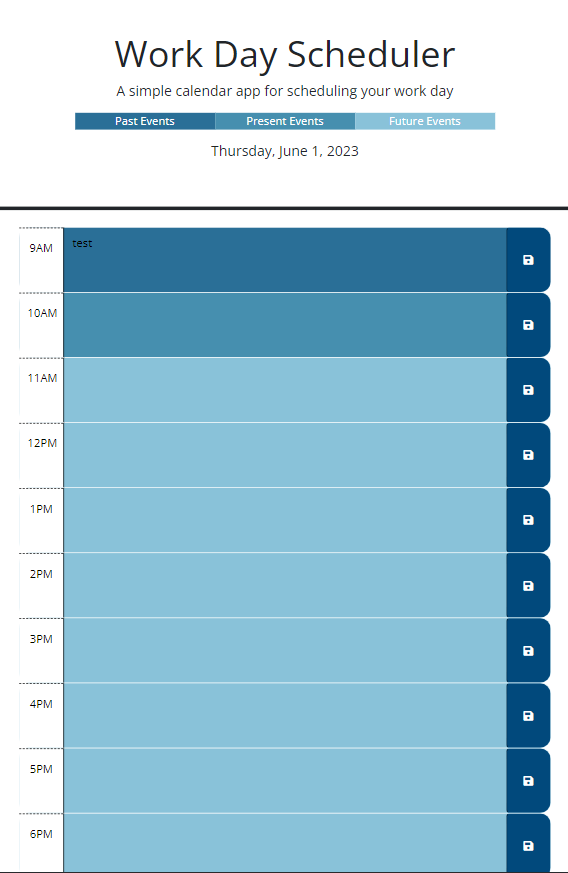 Work Day Scheduler
A simple calendar app for scheduling your work day
Past Events Present Events Future Events
Thursday, June 1, 2023
9AM test
10AM
11AM
12PM
1PM
2PM
3PM
4PM
5PM
6PM